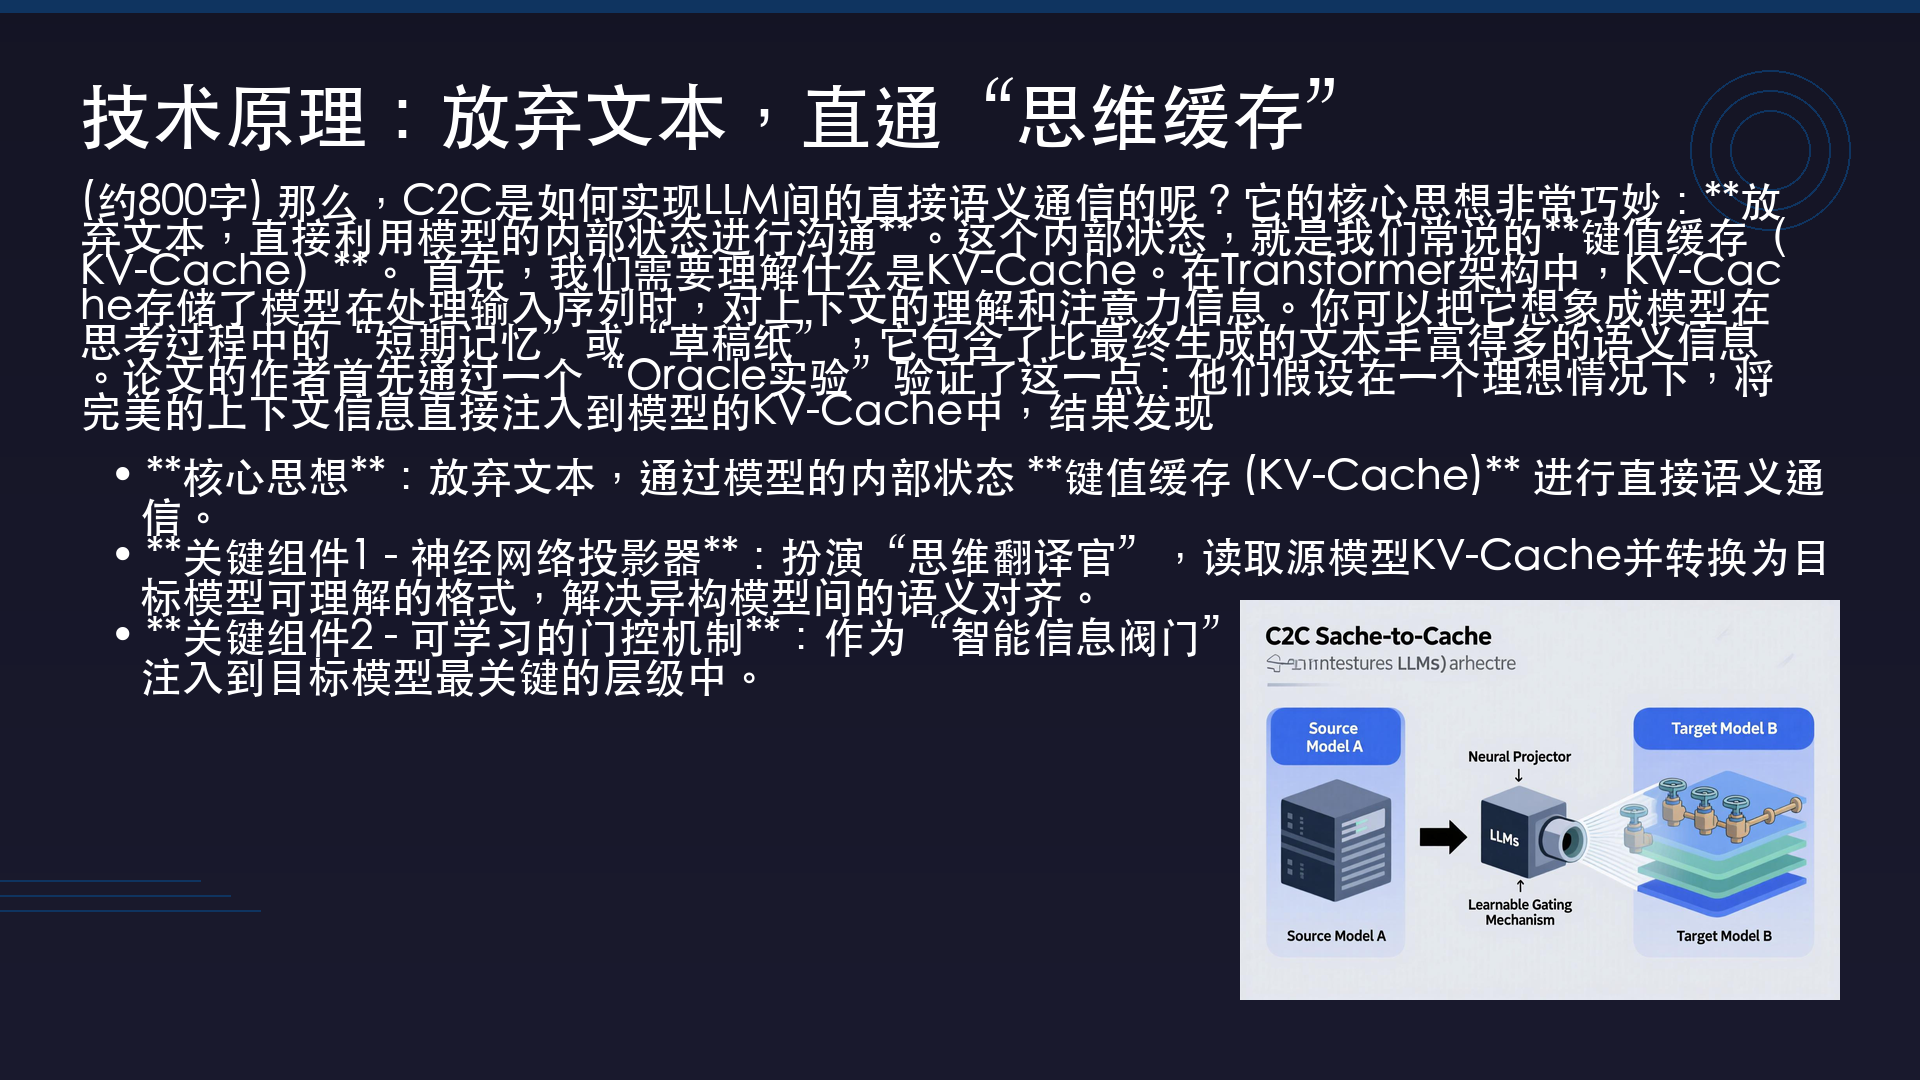 技术原理：放弃文本，直通“思维缓存”
(约800字) 那么，C2C是如何实现LLM间的直接语义通信的呢？它的核心思想非常巧妙：**放
弃文本，直接利用模型的内部状态进行沟通**。这个内部状态，就是我们常说的**键值缓存（
KV-Cache）**。 首先，我们需要理解什么是KV-Cache。在Transformer架构中，KV-Cac
he存储了模型在处理输入序列时，对上下文的理解和注意力信息。你可以把它想象成模型在
思考过程中的“短期记忆”或“草稿纸”，它包含了比最终生成的文本丰富得多的语义信息
。论文的作者首先通过一个“Oracle实验”验证了这一点：他们假设在一个理想情况下，将
完美的上下文信息直接注入到模型的KV-Cache中，结果发现
• **核心思想**：放弃文本，通过模型的内部状态 **键值缓存 (KV-Cache)** 进行直接语义通
信。
• **关键组件1 - 神经网络投影器**：扮演“思维翻译官”，读取源模型KV-Cache并转换为目
标模型可理解的格式，解决异构模型间的语义对齐。
• **关键组件2 - 可学习的门控机制**：作为“智能信息阀门”
注入到目标模型最关键的层级中。
C2C Sache-to-Cache
LLMs) arhectre
Source
Model A
Target Model B
Neural Projector
↓
LLMs
↑
Learnable Gating
Mechanism
Source Model A
Target Model B